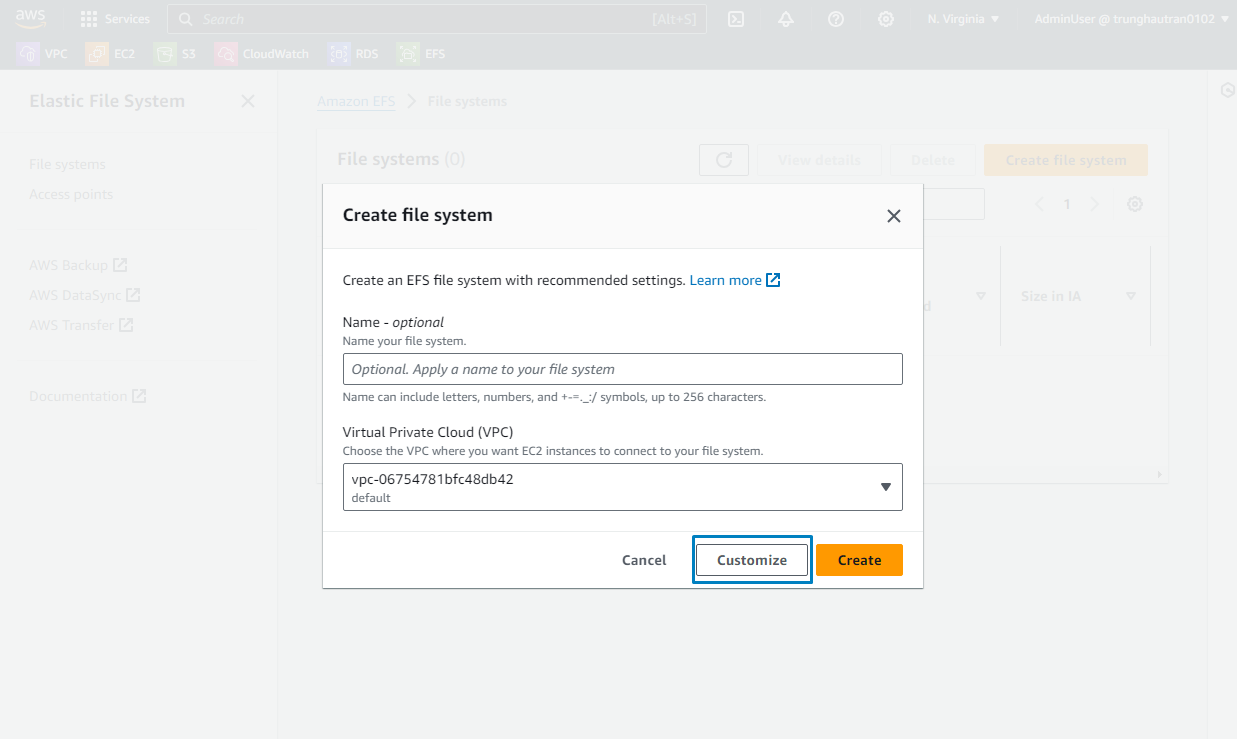 aws
Services
Search
[Alt+S]
N. Virginia
AdminUser @ trunghautran0102
VPC
EC2
S3
CloudWatch
RDS
EFS
Elastic File System
File systems
Access points
AWS Backup
AWS DataSync
AWS Transfer
Documentation
Amazon EFS
File systems
File systems (0)
View details
Delete
Create file system
1
d
Size in IA
Create file system
Create an EFS file system with recommended settings. Learn more
Name - optional
Name your file system.
Optional. Apply a name to your file system
Name can include letters, numbers, and +-=._:/ symbols, up to 256 characters.
Virtual Private Cloud (VPC)
Choose the VPC where you want EC2 instances to connect to your file system.
vpc-06754781bfc48db42
default
Cancel
Customize
Create